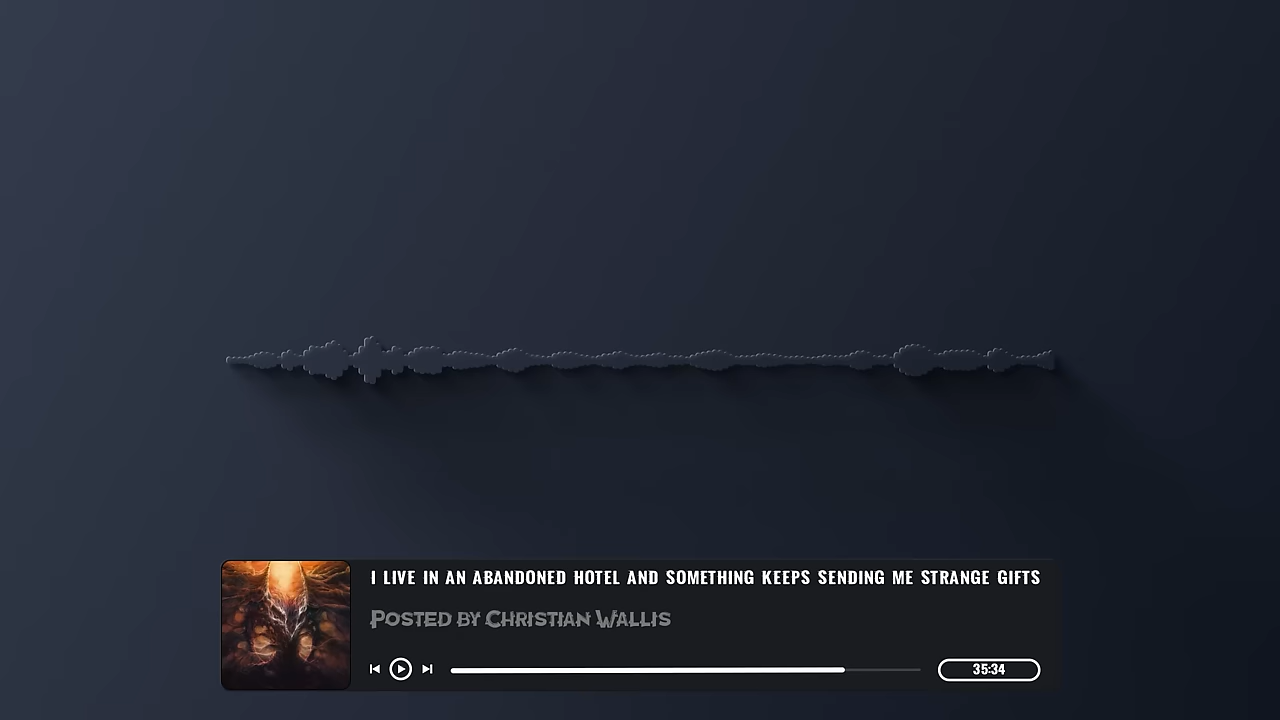 I LIVE IN AN ABANDONED HOTEL AND SOMETHING KEEPS SENDING ME STRANGE GIFTS
POSTED BY CHRISTIAN WALLIS
35:34